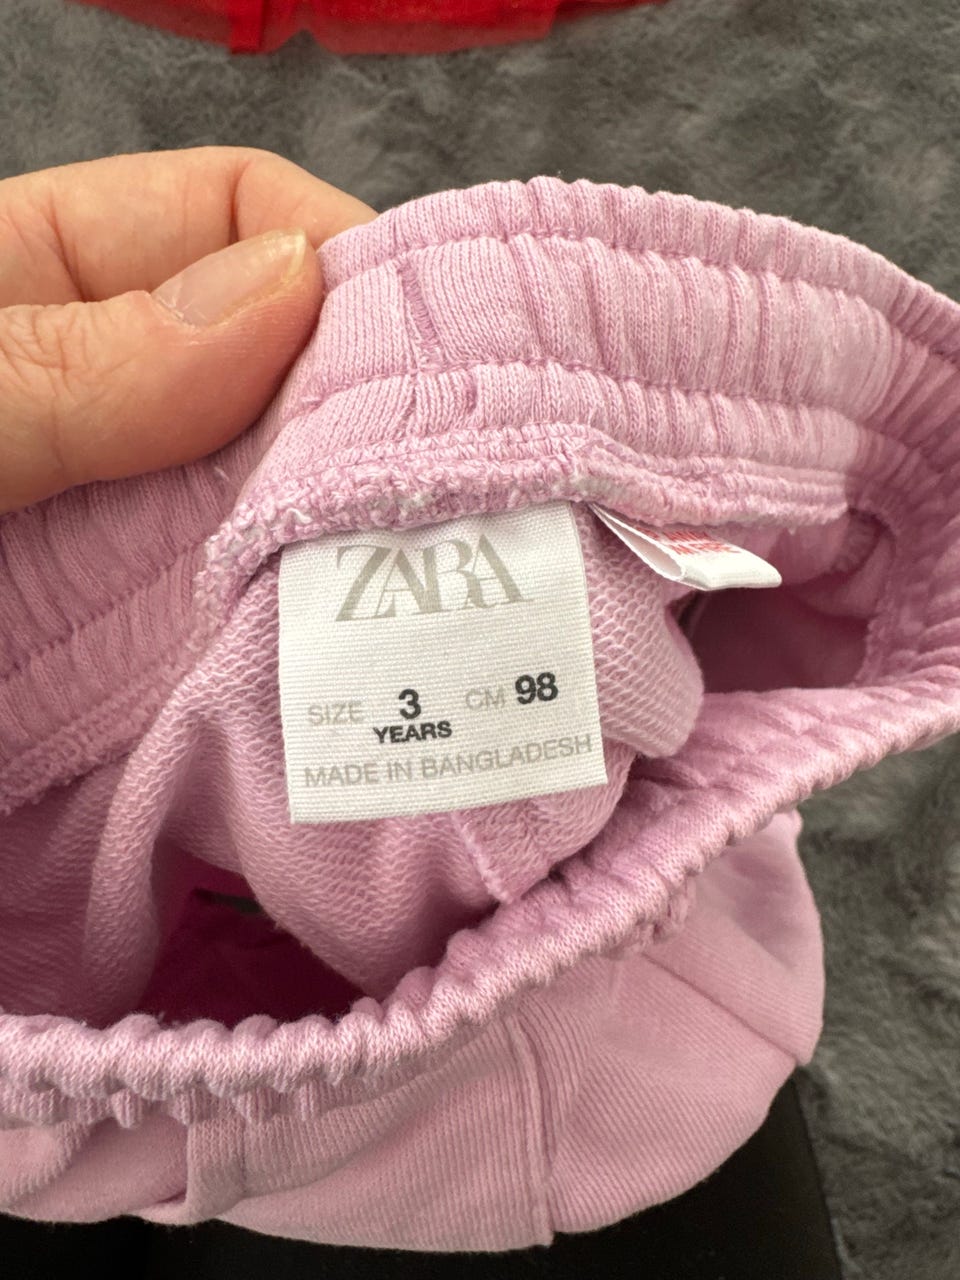 ZARA
SIZE 3 CM 98
YEARS
MADE IN BANGLADESH